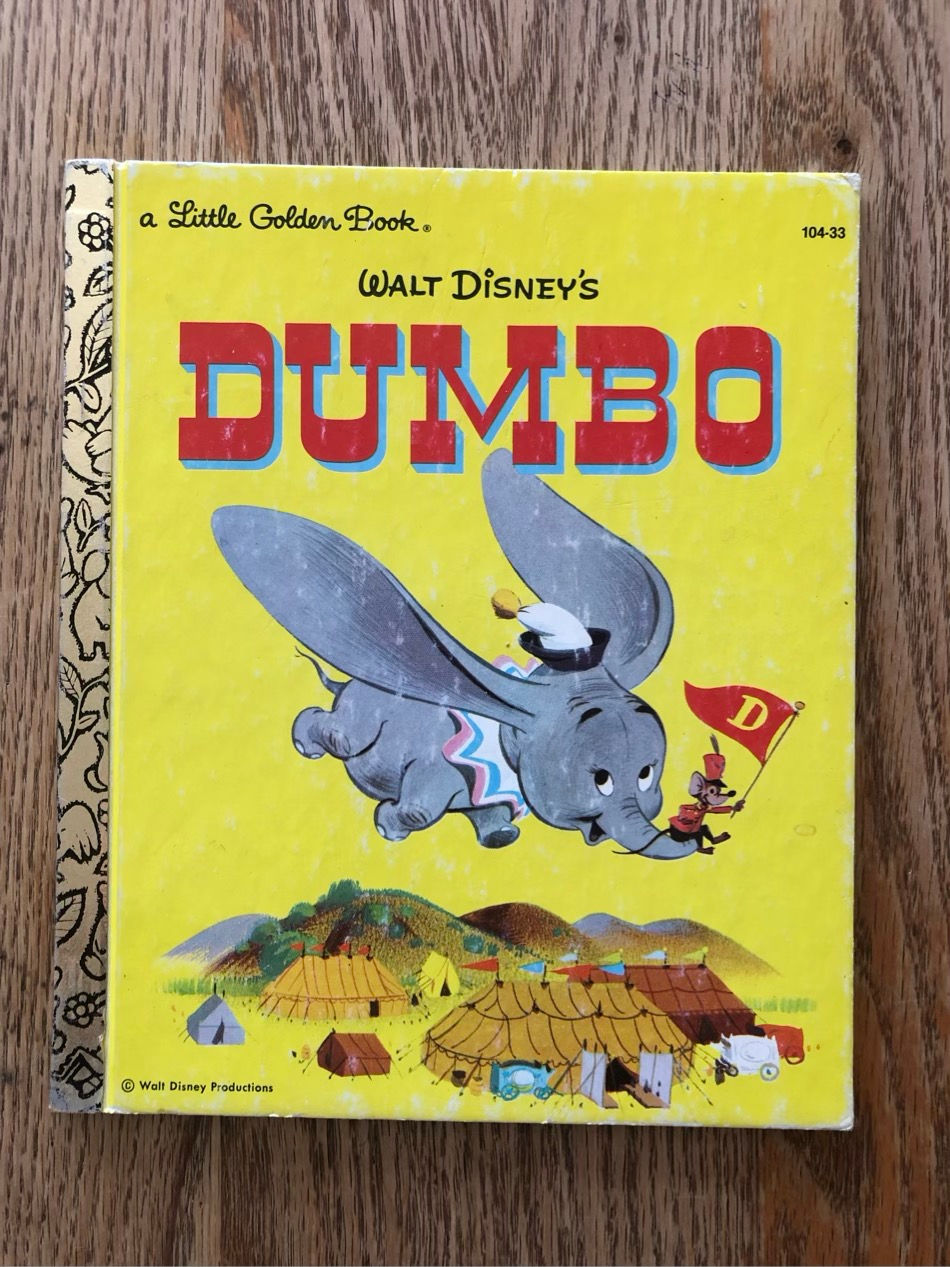 a Little Golden Book®
104-33
WALT DiSNEY'S
DUMBO
D
© Walt Disney Productions